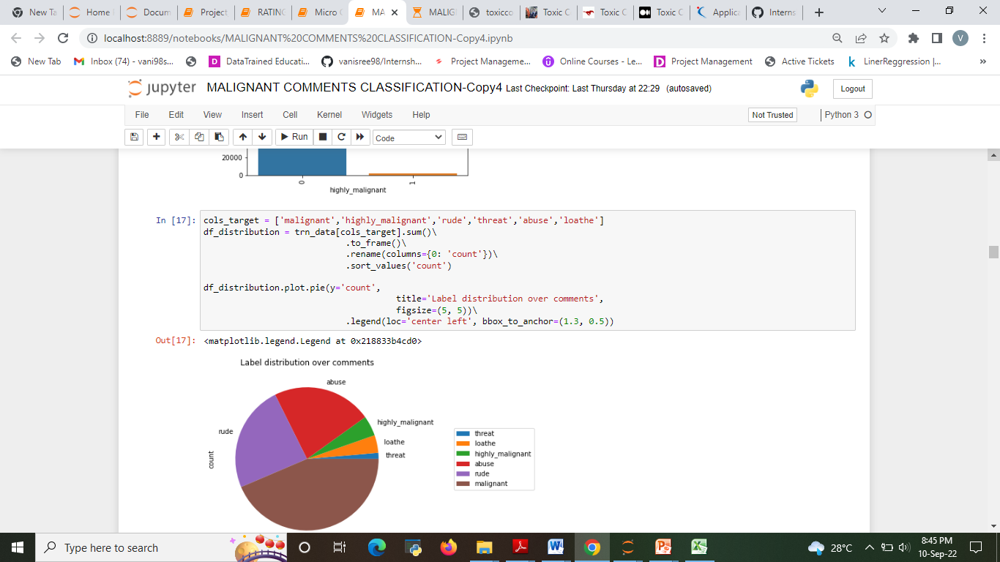 New Ta
Home
Docum
Project
RATING
Micro C
MA
MALIG
toxicco
Toxic C
Toxic C
Toxic C
Applica
Interns
localhost:8889/notebooks/MALIGNANT%20COMMENTS%20CLASSIFICATION-Copy4.ipynb
V
New Tab
Inbox (74) - vani98s...
DataTrained Educati...
vanisree98/Internsh...
Project Manageme...
Online Courses - Le...
Project Management
Active Tickets
LinerReggression |...
»
jupyter MALIGNANT COMMENTS CLASSIFICATION-Copy4 Last Checkpoint: Last Thursday at 22:29 (autosaved)
Logout
File Edit View Insert Cell Kernel Widgets Help
Not Trusted
Python 3
Run
Code
20000
0
0 1
highly_malignant
In [17]:
cols_target = ['malignant','highly_malignant','rude','threat','abuse','loathe']
df_distribution = trn_data[cols_target].sum()\
.to_frame()\
.rename(columns={0: 'count'})\
.sort_values('count')
df_distribution.plot.pie(y='count',
title='Label distribution over comments',
figsize=(5, 5))\
.legend(loc='center left', bbox_to_anchor=(1.3, 0.5))
Out[17]: <matplotlib.legend.Legend at 0x218833b4cd0>
Label distribution over comments
abuse
highly_malignant
rude
loathe
threat
count
threat
loathe
highly_malignant
abuse
rude
malignant
Type here to search
28°C
8:45 PM
10-Sep-22